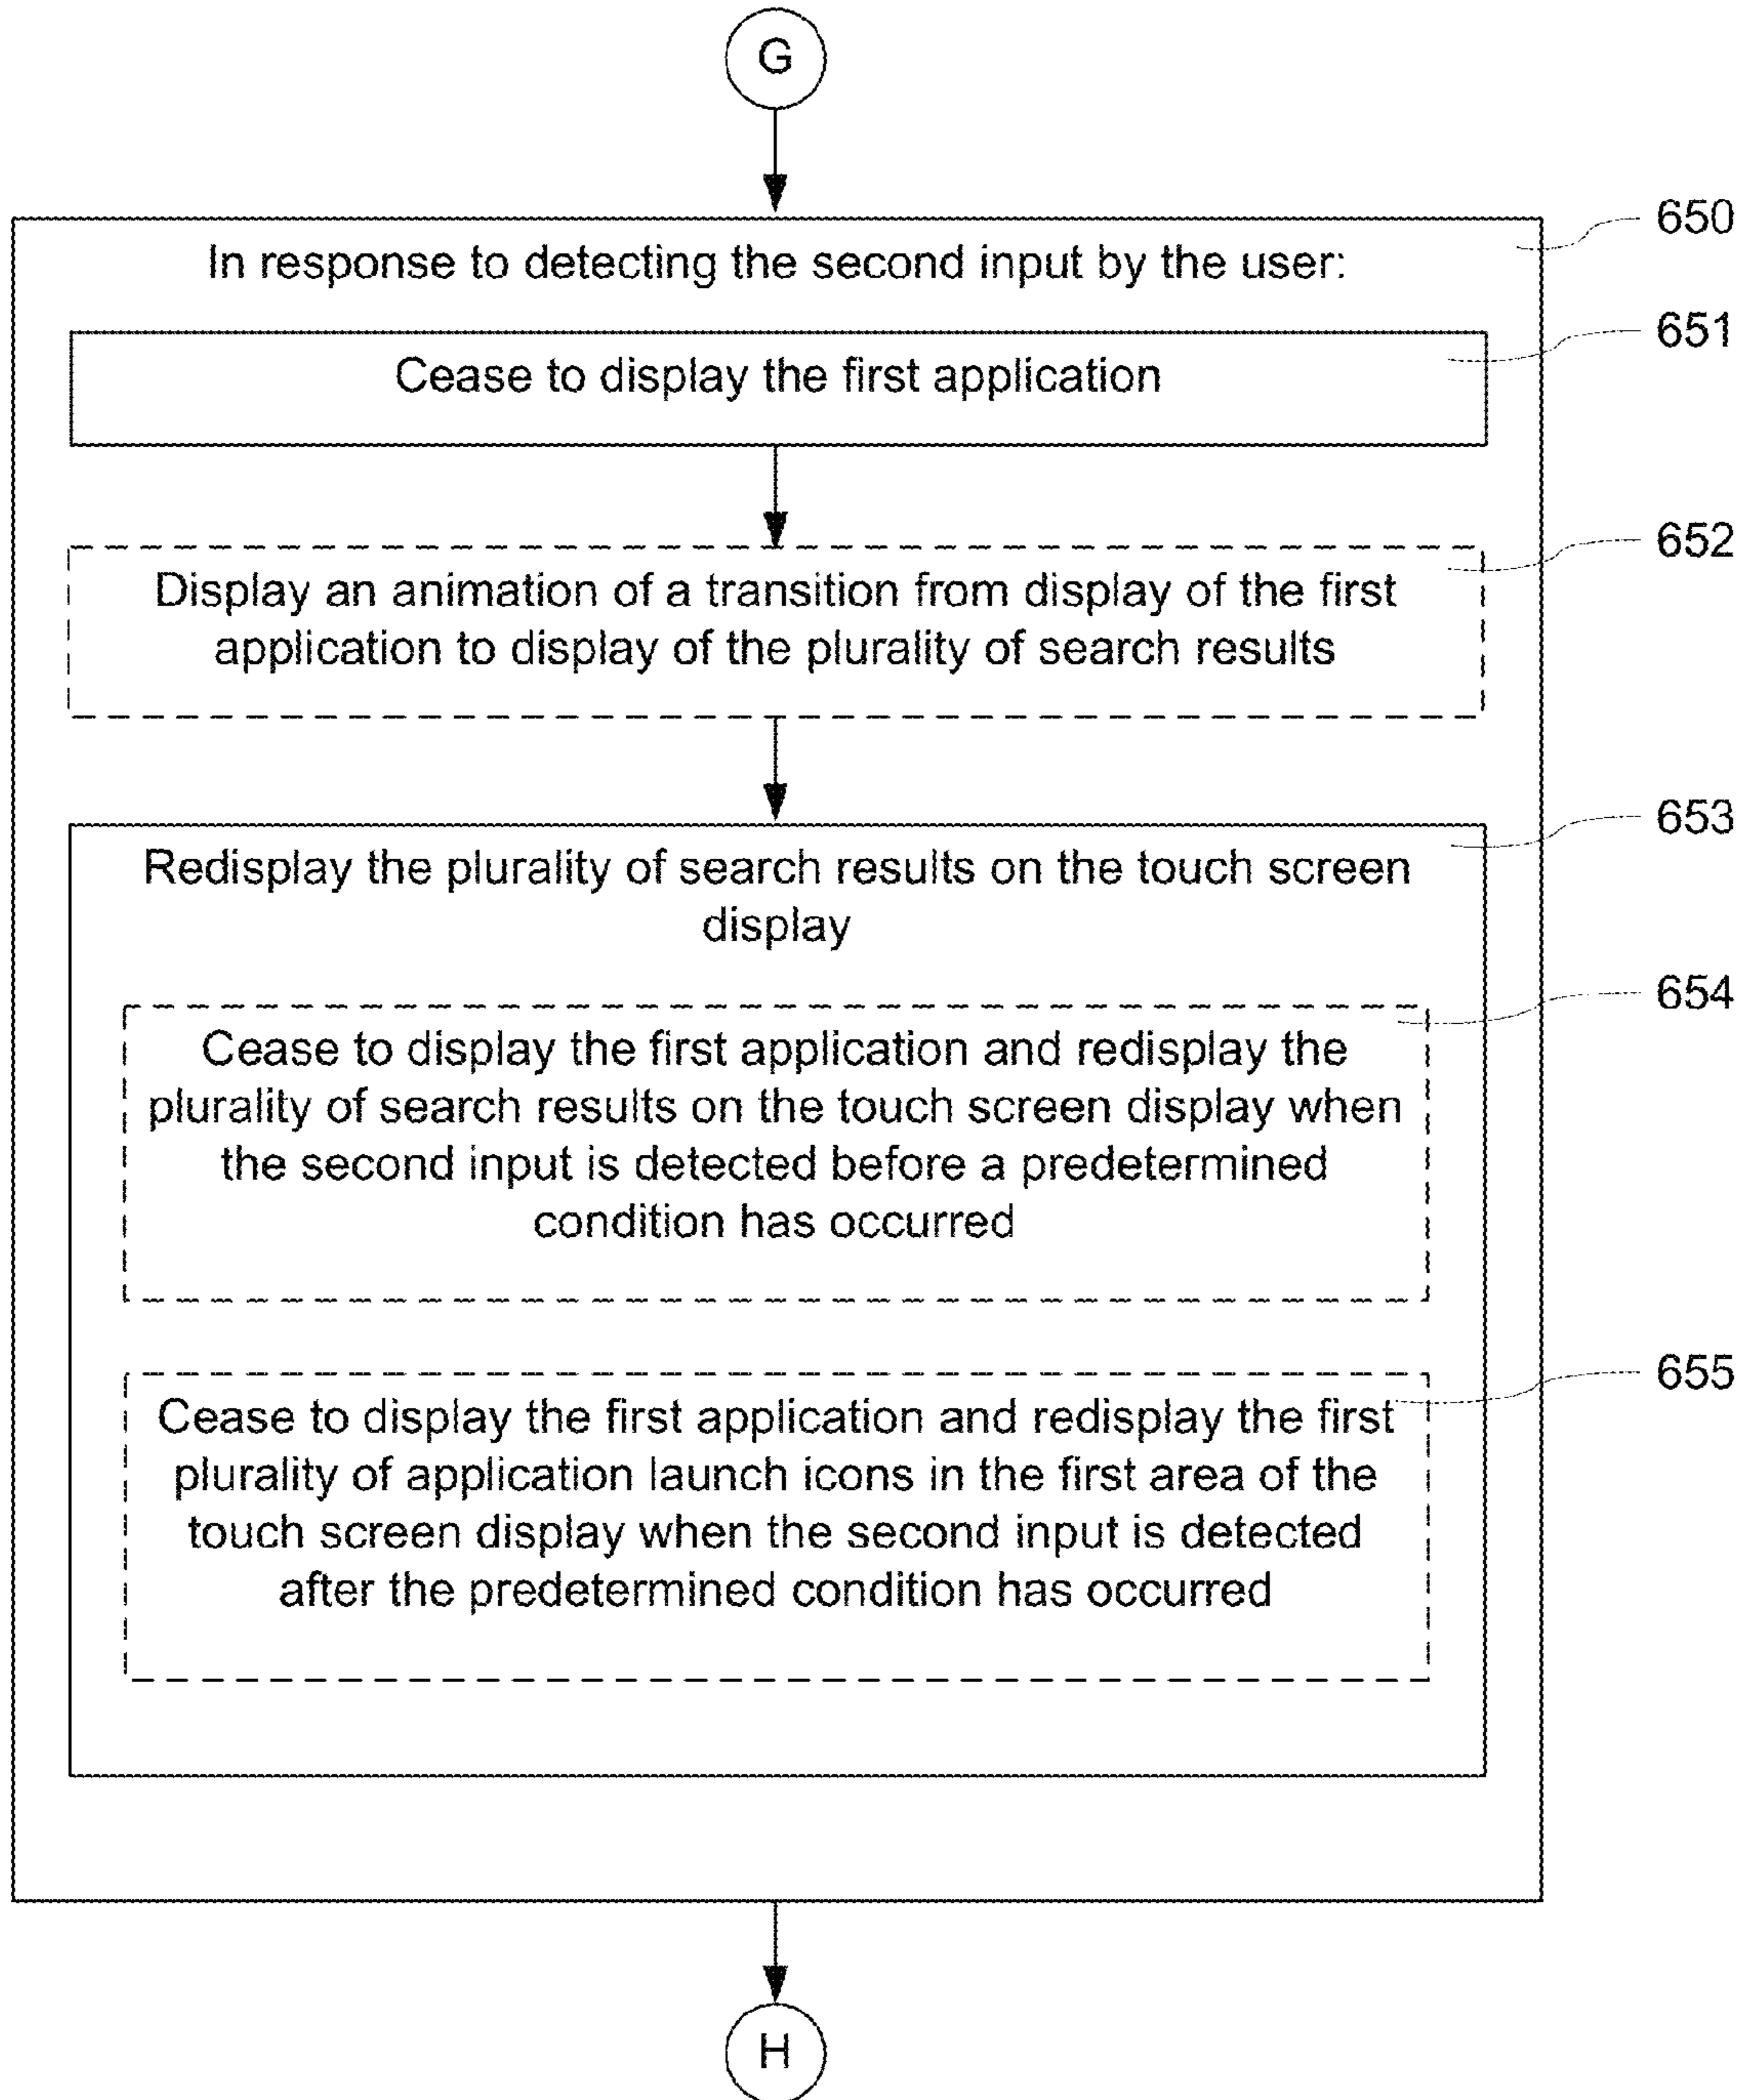 G
650
In response to detecting the second input by the user:
651
Cease to display the first application
652
Display an animation of a transition from display of the first
application to display of the plurality of search results
653
Redisplay the plurality of search results on the touch screen
display
654
Cease to display the first application and redisplay the
plurality of search results on the touch screen display when
the second input is detected before a predetermined
condition has occurred
655
Cease to display the first application and redisplay the first
plurality of application launch icons in the first area of the
touch screen display when the second input is detected
after the predetermined condition has occurred
H